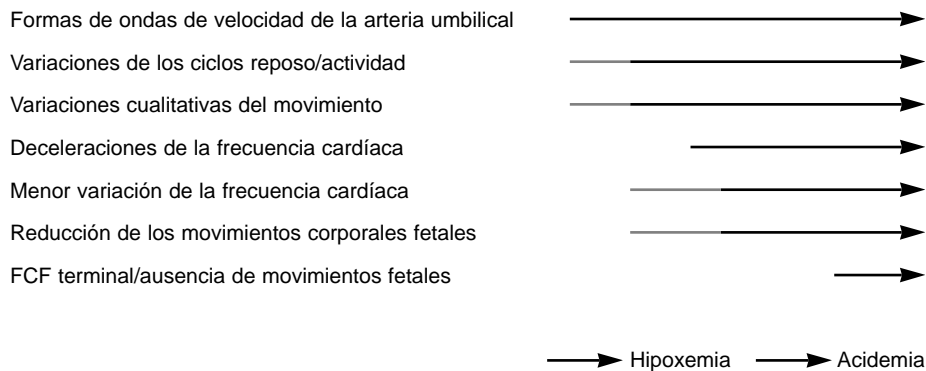 Formas de ondas de velocidad de la arteria umbilical
Variaciones de los ciclos reposo/actividad
Variaciones cualitativas del movimiento
Deceleraciones de la frecuencia cardíaca
Menor variación de la frecuencia cardíaca
Reducción de los movimientos corporales fetales
FCF terminal/ausencia de movimientos fetales
Hipoxemia Acidemia